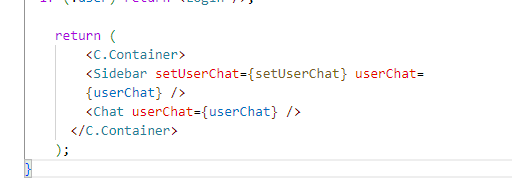 return (
<C.Container>
<Sidebar setUserChat={setUserChat} userChat=
{userChat} />
<Chat userChat={userChat} />
</C.Container>
);
}